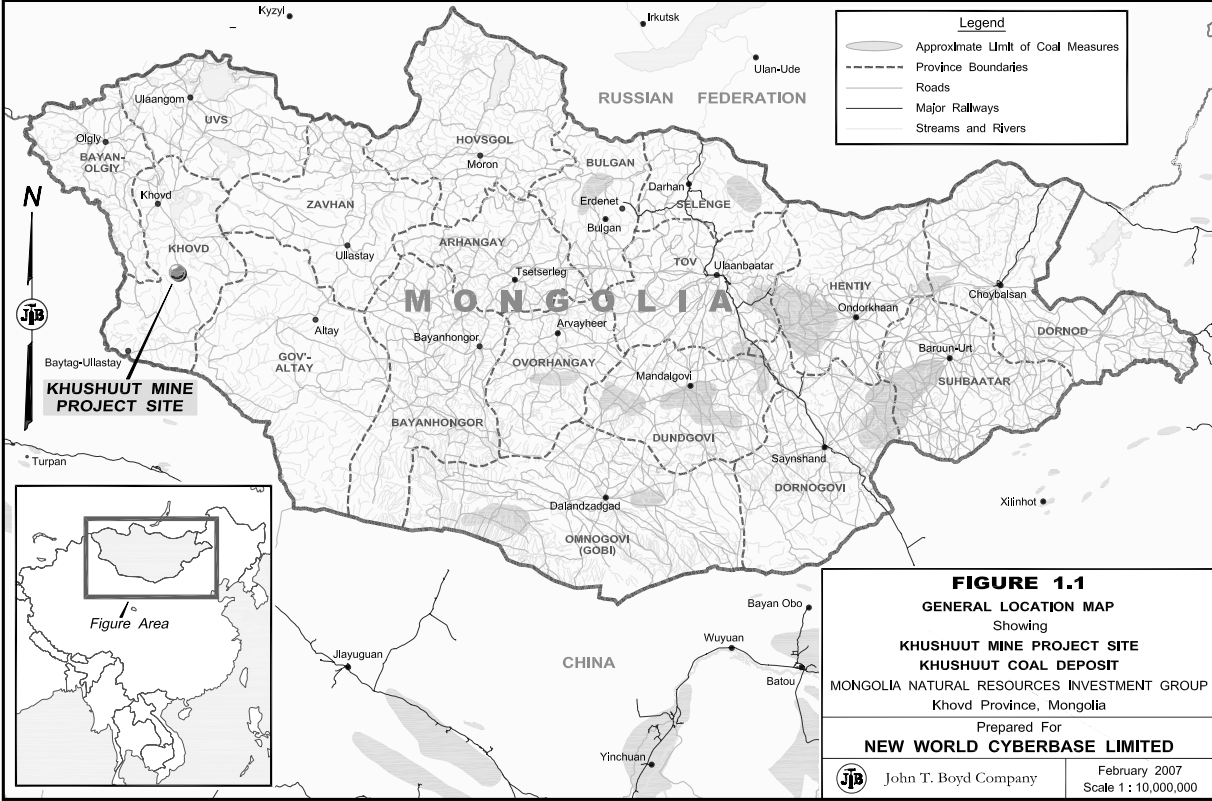 Kyzyl
Irkutsk
Ulan-Ude
RUSSIAN FEDERATION
Legend
Approximate Limit of Coal Measures
Province Boundaries
Roads
Major Railways
Streams and Rivers
Ulaangom
UVS
Olgly
BAYAN-
OLGIY
HOVSGOL
Moron
BULGAN
Khovd
ZAVHAN
Darhan
Erdenet
SELENGE
Bulgan
KHOVD
ARHANGAY
Ullastay
TOV
Tsetserleg
Ulaanbaatar
HENTIY
MONGOLIA
Choybalsan
Ondorkhaan
DORNOD
Altay
Arvayheer
Bayanhongor
Baruun-Urt
SUHBAATAR
GOV'-
ALTAY
OVORHANGAY
Mandalgovi
Baytag-Ullastay
KHUSHUUT MINE
PROJECT SITE
BAYANHONGOR
DUNDGOVI
Saynshand
DORNOGOVI
Turpan
Dalandzadgad
OMNOGOVI
(GOBI)
Xilinhot
N
JTB
Figure Area
Jlayuguan
CHINA
Bayan Obo
Wuyuan
Batou
Yinchuan
FIGURE 1.1
GENERAL LOCATION MAP
Showing
KHUSHUUT MINE PROJECT SITE
KHUSHUUT COAL DEPOSIT
MONGOLIA NATURAL RESOURCES INVESTMENT GROUP
Khovd Province, Mongolia
Prepared For
NEW WORLD CYBERBASE LIMITED
JTB John T. Boyd Company
February 2007
Scale 1 : 10,000,000